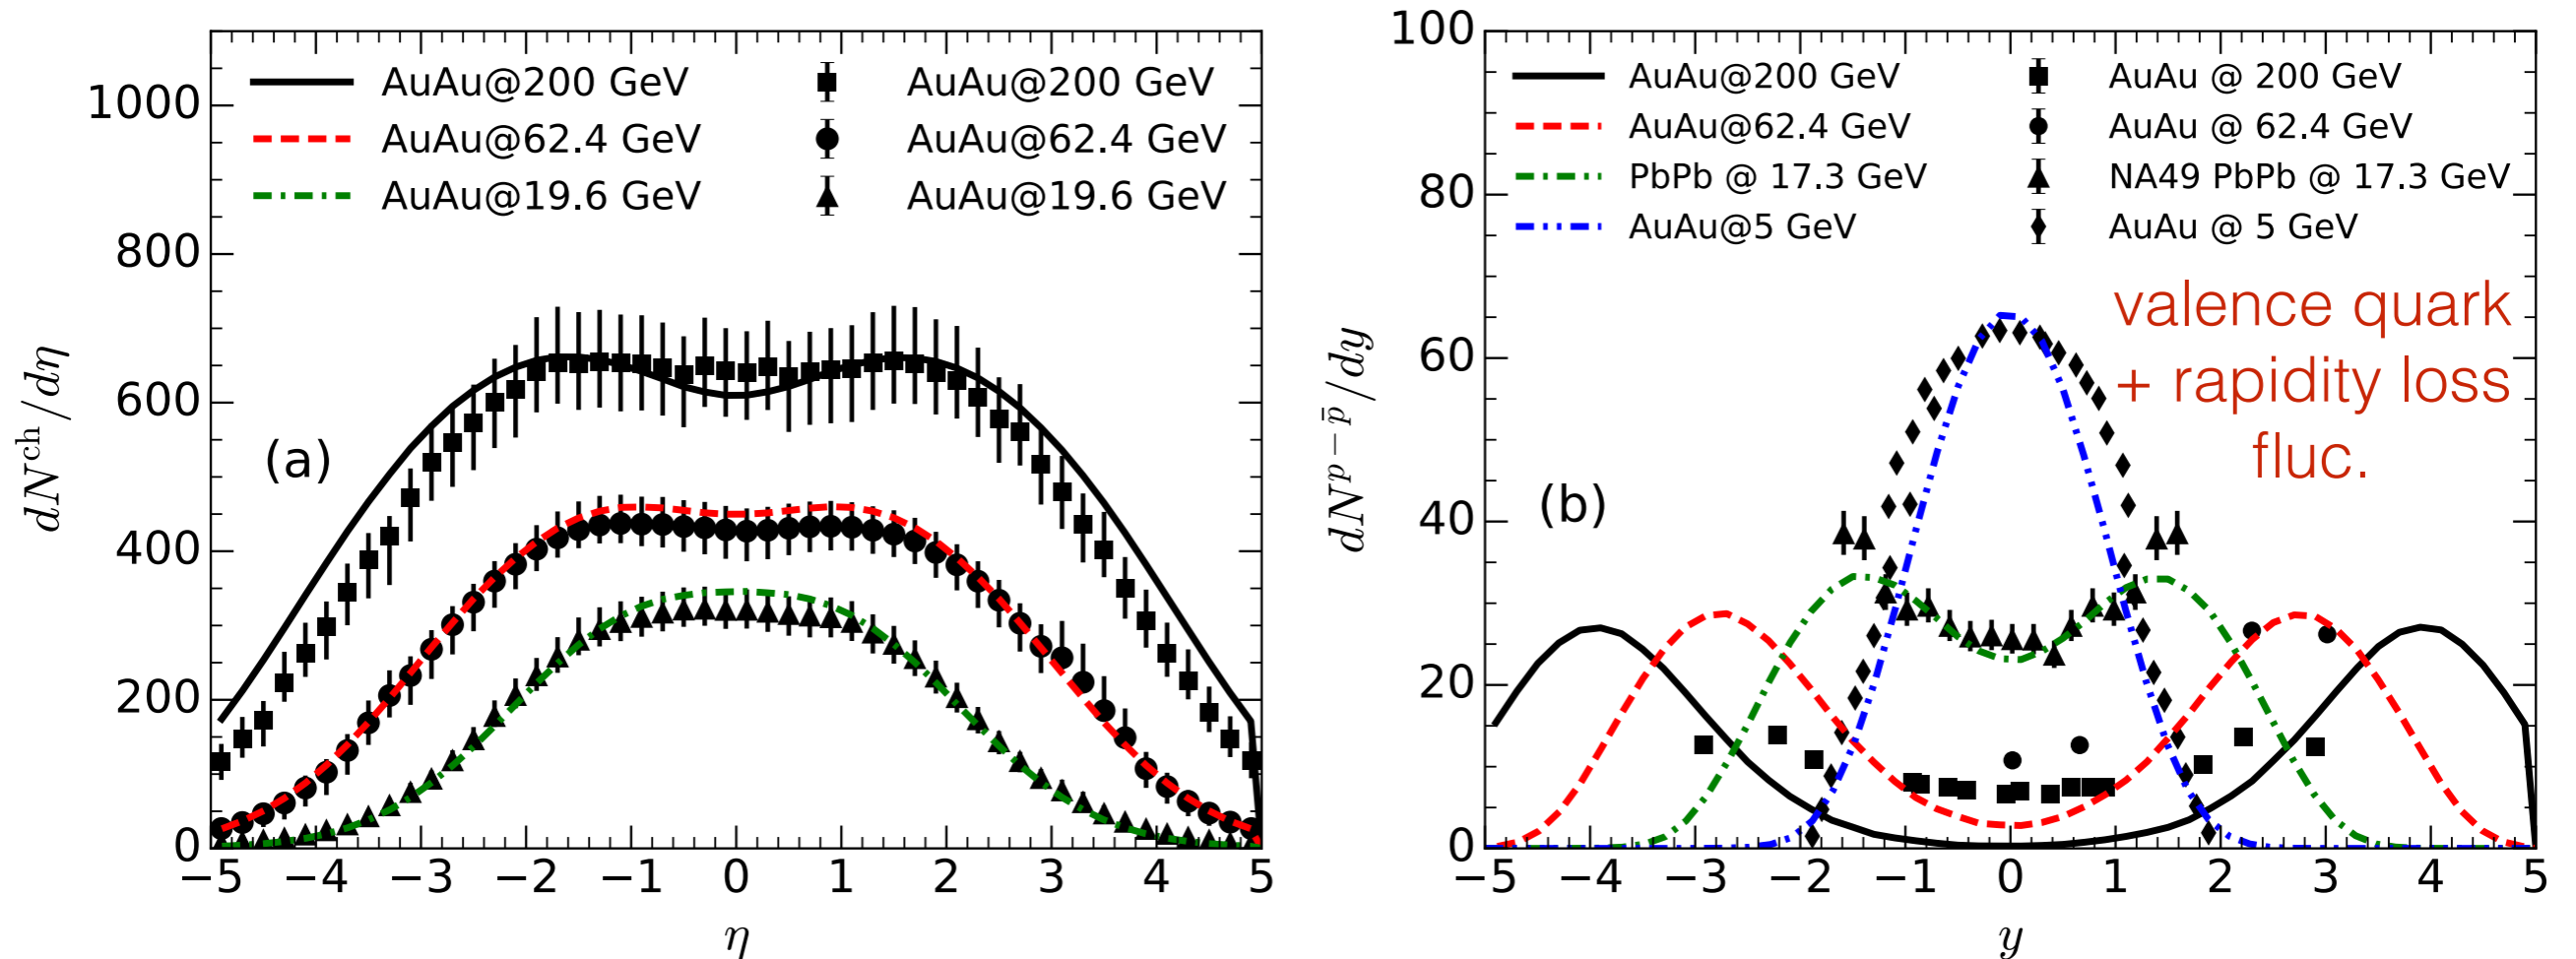 1000
800
600
400
200
0
dN^ch/dη
AuAu@200 GeV
AuAu@62.4 GeV
AuAu@19.6 GeV
AuAu@200 GeV
AuAu@62.4 GeV
AuAu@19.6 GeV
(a)
−5 −4 −3 −2 −1 0 1 2 3 4 5
η
100
80
60
40
20
0
dN^{p−p̄}/dy
AuAu@200 GeV
AuAu@62.4 GeV
PbPb @ 17.3 GeV
AuAu@5 GeV
AuAu @ 200 GeV
AuAu @ 62.4 GeV
NA49 PbPb @ 17.3 GeV
AuAu @ 5 GeV
valence quark
+ rapidity loss
fluc.
(b)
−5 −4 −3 −2 −1 0 1 2 3 4 5
y